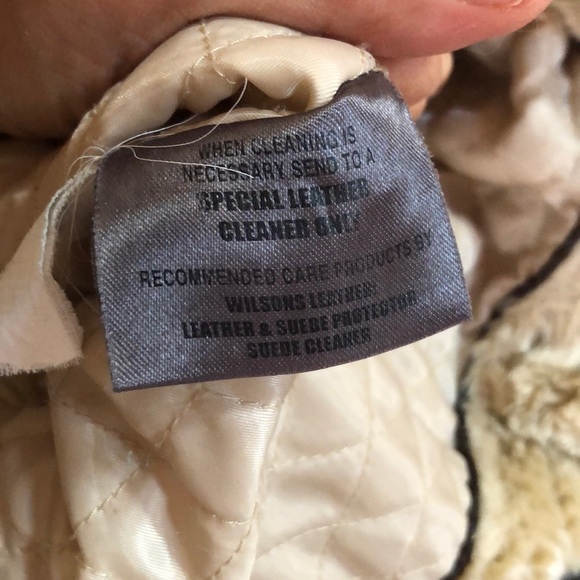 WHEN CLEANING IS
NECESSARY SEND TO A
SPECIAL LEATHER
CLEANER ONLY
RECOMMENDED CARE PRODUCTS BY
WILSONS LEATHER:
LEATHER & SUEDE PROTECTOR
SUEDE CLEANER